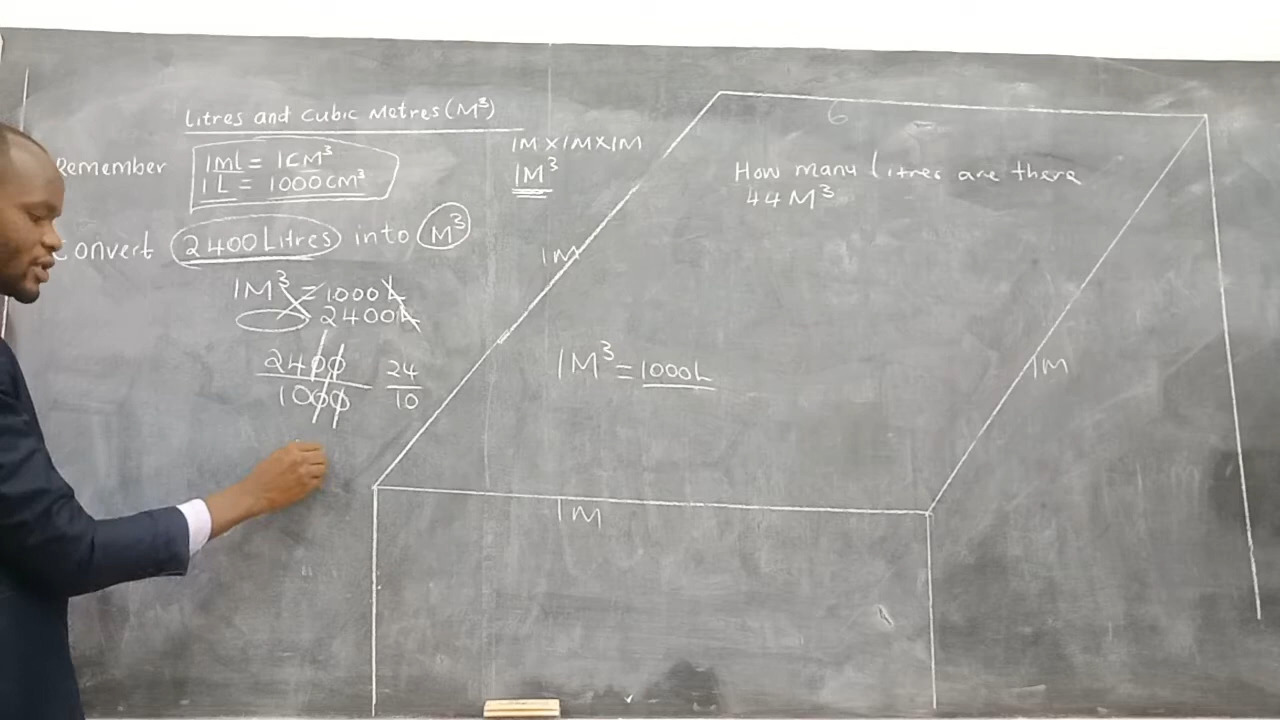 Litres and Cubic Metres (M³)
Remember
1ml = 1CM³
1L = 1000CM³
1M X 1M X 1M
1M³
Convert 2400 Litres into M³
1M³ = 1000L
2400L
2400
1000
24
10
6
How many Litres are there
44M³
1M
1M³ = 1000L
1M
1M